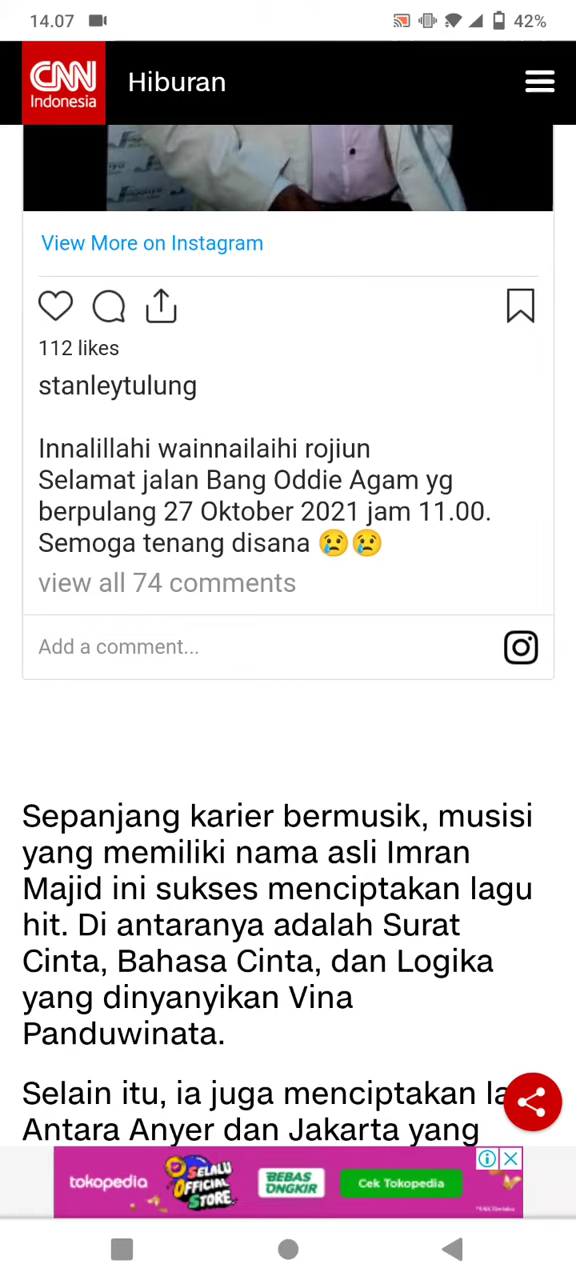 14.07
42%
CNN
Indonesia
Hiburan
View More on Instagram
112 likes
stanleytulung
Innalillahi wainnailaihi rojiun
Selamat jalan Bang Oddie Agam yg
berpulang 27 Oktober 2021 jam 11.00.
Semoga tenang disana 😢😢
view all 74 comments
Add a comment...
Sepanjang karier bermusik, musisi
yang memiliki nama asli Imran
Majid ini sukses menciptakan lagu
hit. Di antaranya adalah Surat
Cinta, Bahasa Cinta, dan Logika
yang dinyanyikan Vina
Panduwinata.
Selain itu, ia juga menciptakan la
Antara Anyer dan Jakarta yang
tokopedia
SELALU
OFFICIAL
STORE
BEBAS
ONGKIR
Cek Tokopedia